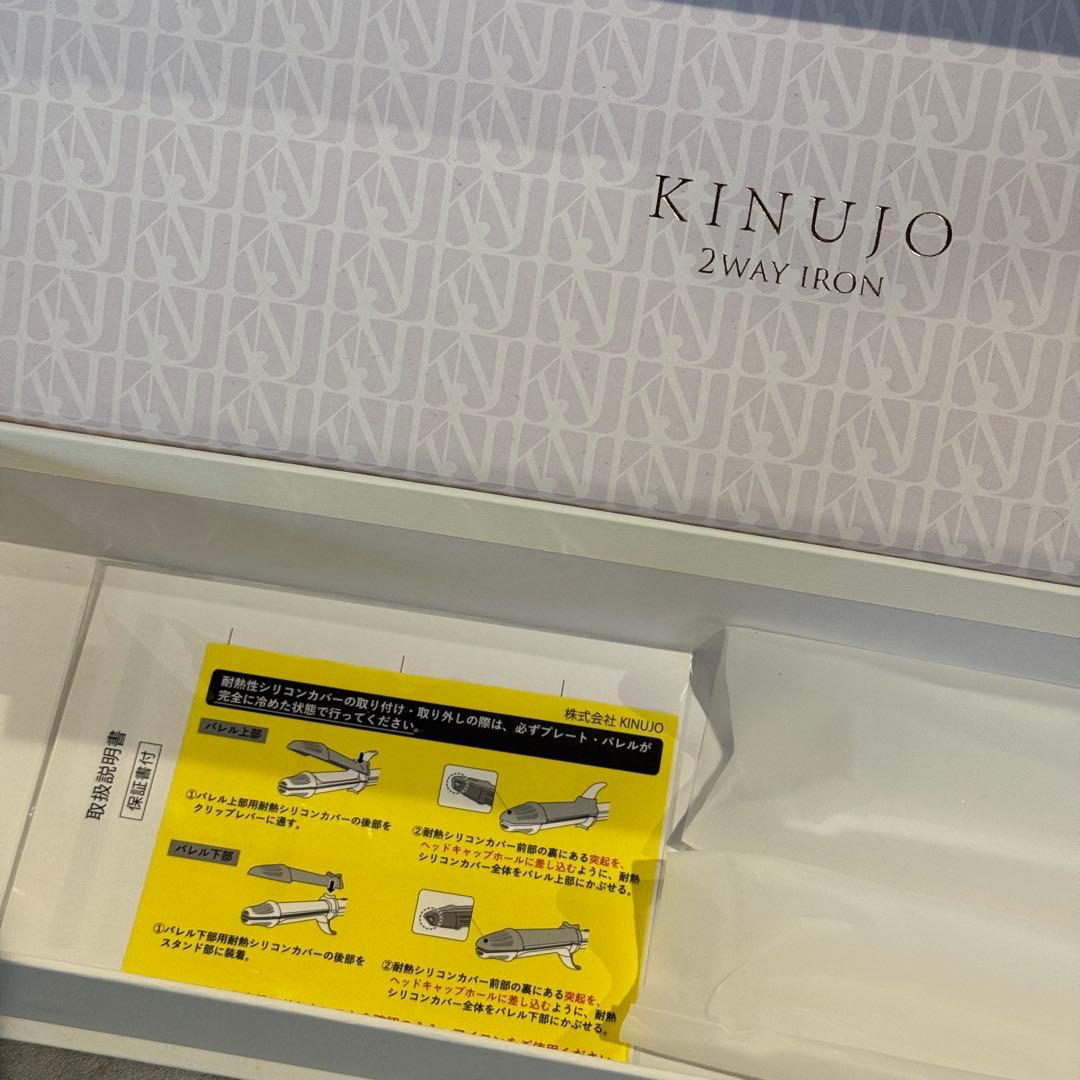 KINUJO
2WAY IRON
取扱説明書
保証書付
株式会社 KINUJO
耐熱性シリコンカバーの取り付け・取り外しの際は、必ずプレート・バレルが
完全に冷めた状態で行ってください。
バレル上部
①バレル上部用耐熱シリコンカバーの後部を
クリップレバーに通す。
②耐熱シリコンカバー前部の裏にある突起を、
ヘッドキャップホールに差し込むように、耐熱
シリコンカバー全体をバレル上部にかぶせる。
バレル下部
①バレル下部用耐熱シリコンカバーの後部を
スタンド部に装着。
②耐熱シリコンカバー前部の裏にある突起を、
ヘッドキャップホールに差し込むように、耐熱
シリコンカバー全体をバレル下部にかぶせる。